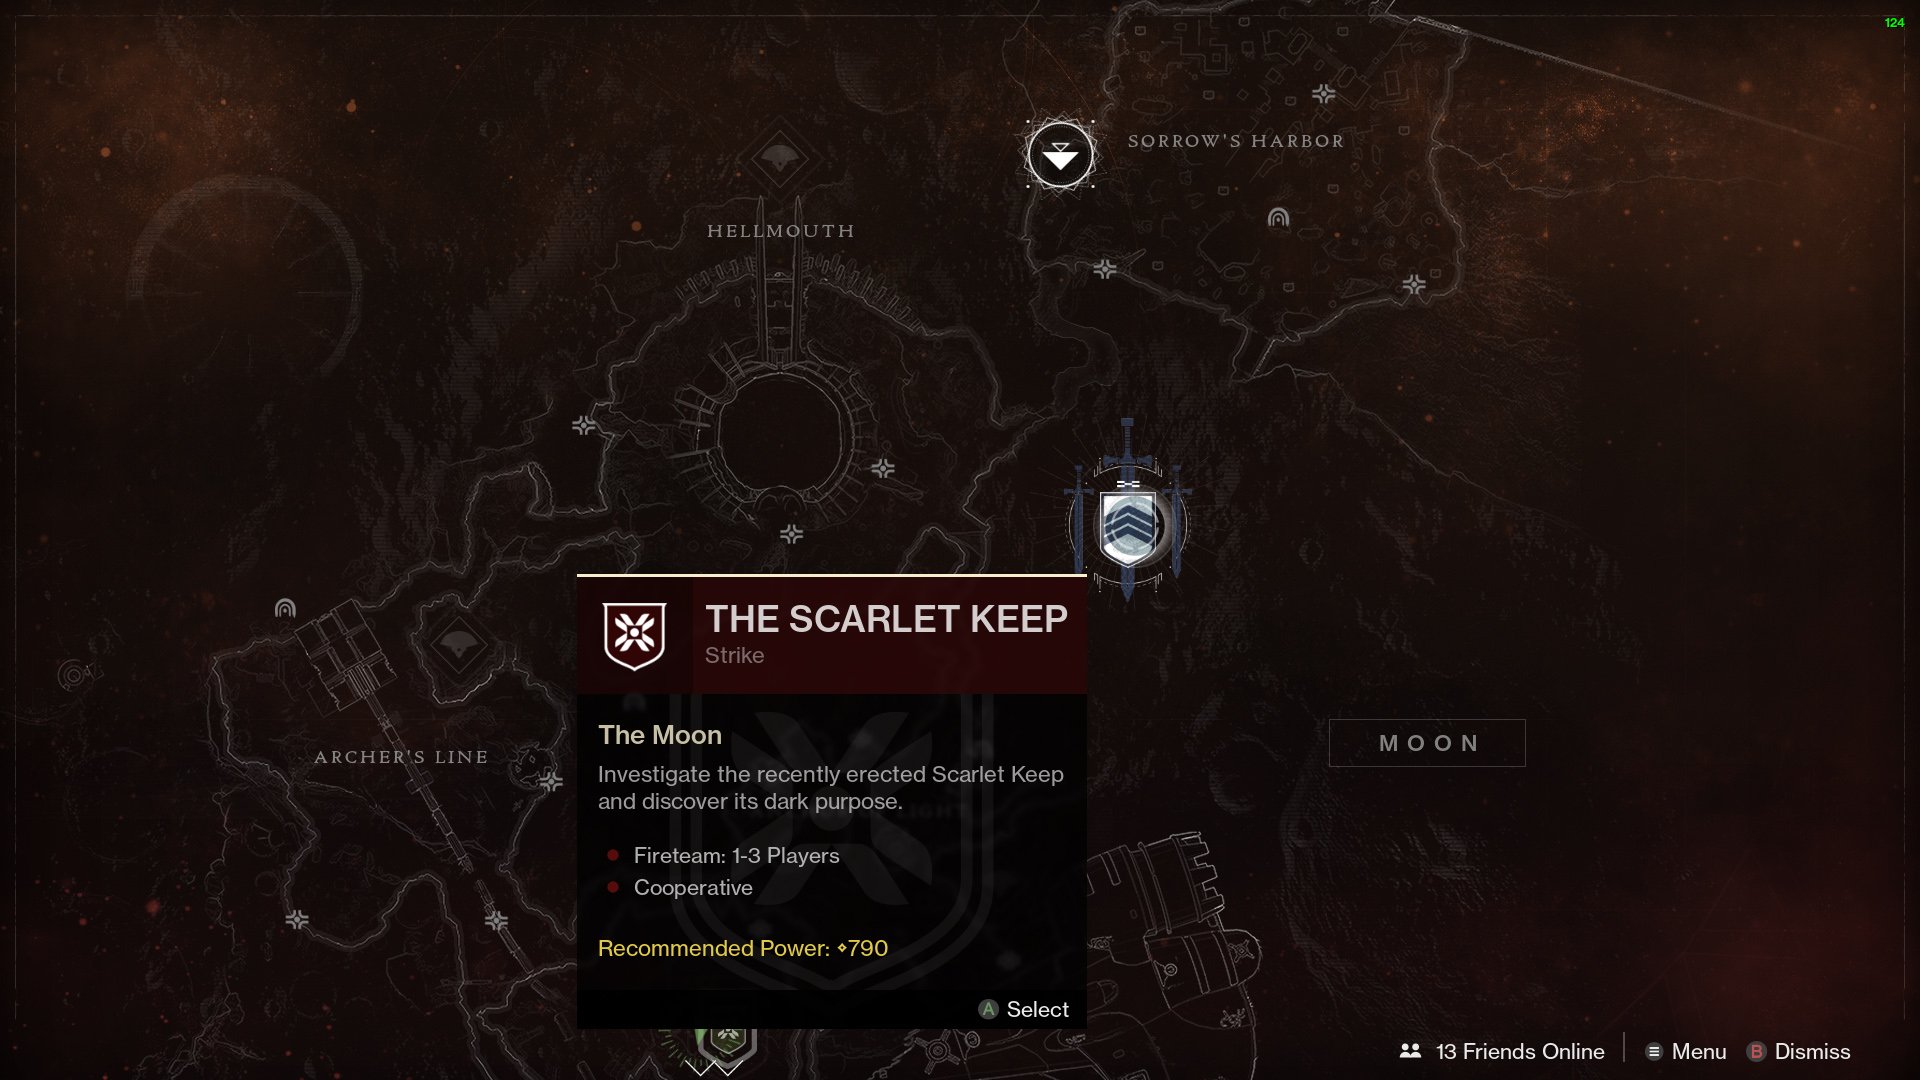 124
SORROW'S HARBOR
HELLMOUTH
THE SCARLET KEEP
Strike
The Moon
Investigate the recently erected Scarlet Keep
and discover its dark purpose.
Fireteam: 1-3 Players
Cooperative
Recommended Power: 790
A Select
ARCHER'S LINE
MOON
13 Friends Online
Menu
B Dismiss